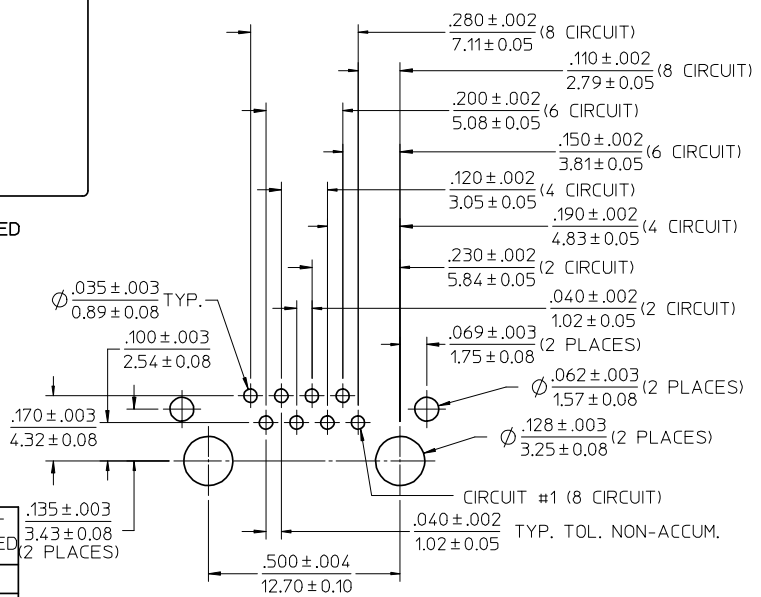 .280±.002
7.11±0.05
(8 CIRCUIT)
.110±.002
2.79±0.05
(8 CIRCUIT)
.200±.002
5.08±0.05
(6 CIRCUIT)
.150±.002
3.81±0.05
(6 CIRCUIT)
.120±.002
3.05±0.05
(4 CIRCUIT)
.190±.002
4.83±0.05
(4 CIRCUIT)
.230±.002
5.84±0.05
(2 CIRCUIT)
.040±.002
1.02±0.05
(2 CIRCUIT)
.069±.003
1.75±0.08
(2 PLACES)
Ø .062±.003
1.57±0.08
(2 PLACES)
Ø .128±.003
3.25±0.08
(2 PLACES)
CIRCUIT #1 (8 CIRCUIT)
.040±.002
1.02±0.05
TYP. TOL. NON-ACCUM.
ED
Ø .035±.003
0.89±0.08
TYP.
.100±.003
2.54±0.08
.170±.003
4.32±0.08
.135±.003
3.43±0.08
(2 PLACES)
ED
.500±.004
12.70±0.10